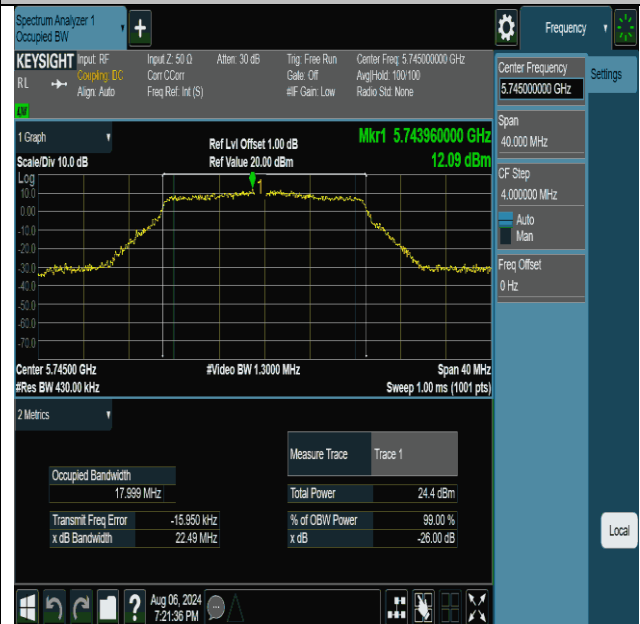 Spectrum Analyzer 1
Occupied BW
▼
+
Frequency
▼
KEYSIGHT
RL
Input: RF
Coupling: DC
Align: Auto
Input Z: 50 Ω
Corr CCorr
Freq Ref: Int (S)
Atten: 30 dB
Trig: Free Run
Gate: Off
#IF Gain: Low
Center Freq: 5.745000000 GHz
Avg|Hold: 100/100
Radio Std: None
Center Frequency
5.745000000 GHz
Settings
Span
40.000 MHz
CF Step
4.000000 MHz
Auto
Man
Freq Offset
0 Hz
1 Graph
▼
Scale/Div 10.0 dB
Ref Lvl Offset 1.00 dB
Ref Value 20.00 dBm
Mkr1 5.743960000 GHz
12.09 dBm
Log
10.0
0.00
-10.0
-20.0
-30.0
-40.0
-50.0
-60.0
-70.0
1
Center 5.74500 GHz
#Res BW 430.00 kHz
#Video BW 1.3000 MHz
Span 40 MHz
Sweep 1.00 ms (1001 pts)
2 Metrics
▼
Occupied Bandwidth
17.999 MHz
Transmit Freq Error -15.950 kHz
x dB Bandwidth 22.49 MHz
Measure Trace Trace 1
Total Power 24.4 dBm
% of OBW Power 99.00 %
x dB -26.00 dB
Local
?
Aug 06, 2024
7:21:36 PM